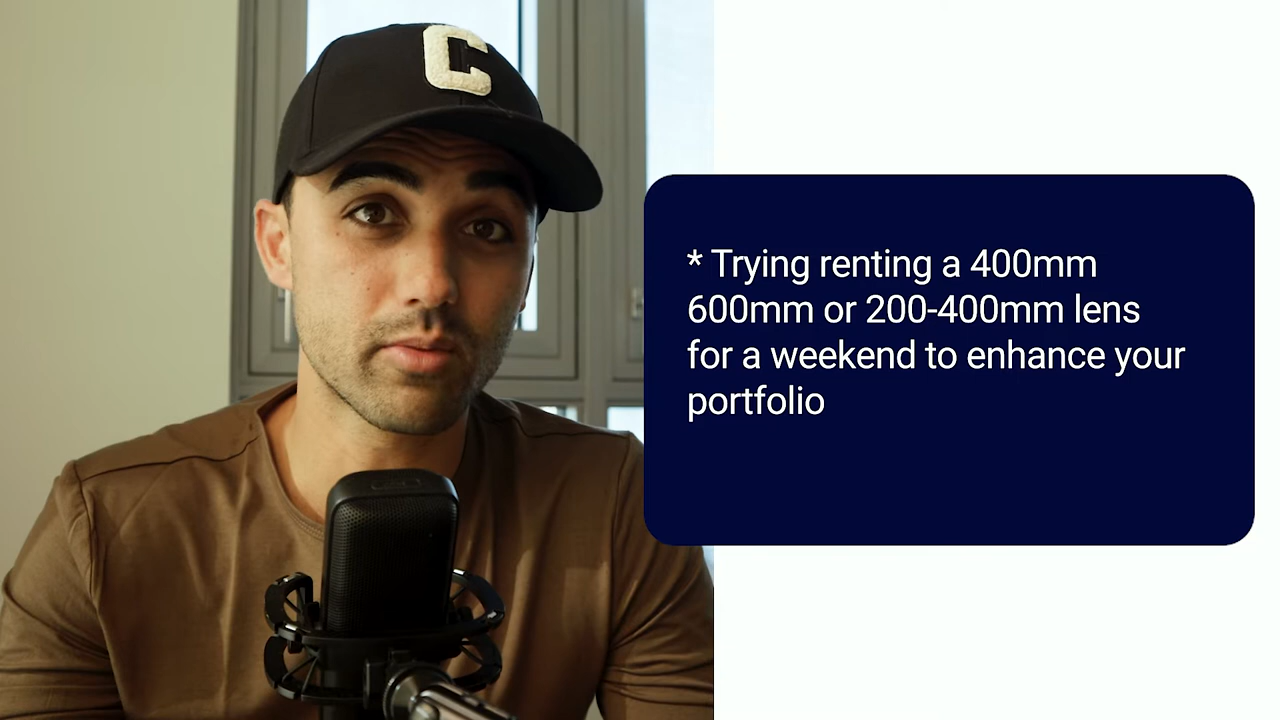 C
* Trying renting a 400mm
600mm or 200-400mm lens
for a weekend to enhance your
portfolio